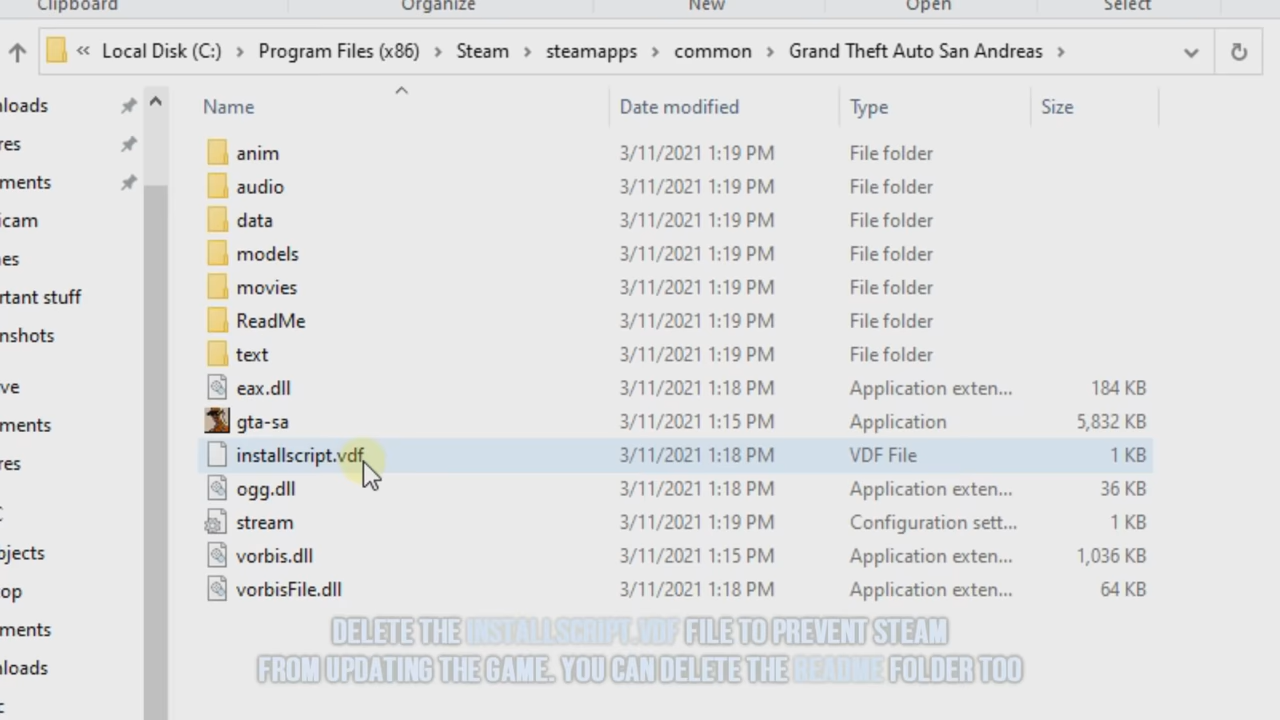 Clipboard Organize New Open Select
« Local Disk (C:) › Program Files (x86) › Steam › steamapps › common › Grand Theft Auto San Andreas ›
Name Date modified Type Size
nloads
res
ments
icam
nes
rtant stuff
nshots
ve
ments
res
C
bjects
op
ments
nloads
c
anim 3/11/2021 1:19 PM File folder
audio 3/11/2021 1:19 PM File folder
data 3/11/2021 1:19 PM File folder
models 3/11/2021 1:19 PM File folder
movies 3/11/2021 1:19 PM File folder
ReadMe 3/11/2021 1:19 PM File folder
text 3/11/2021 1:19 PM File folder
eax.dll 3/11/2021 1:18 PM Application exten... 184 KB
gta-sa 3/11/2021 1:15 PM Application 5,832 KB
installscript.vdf 3/11/2021 1:18 PM VDF File 1 KB
ogg.dll 3/11/2021 1:18 PM Application exten... 36 KB
stream 3/11/2021 1:19 PM Configuration sett... 1 KB
vorbis.dll 3/11/2021 1:15 PM Application exten... 1,036 KB
vorbisFile.dll 3/11/2021 1:18 PM Application exten... 64 KB
DELETE THE INSTALLSCRIPT.VDF FILE TO PREVENT STEAM
FROM UPDATING THE GAME. YOU CAN DELETE THE README FOLDER TOO